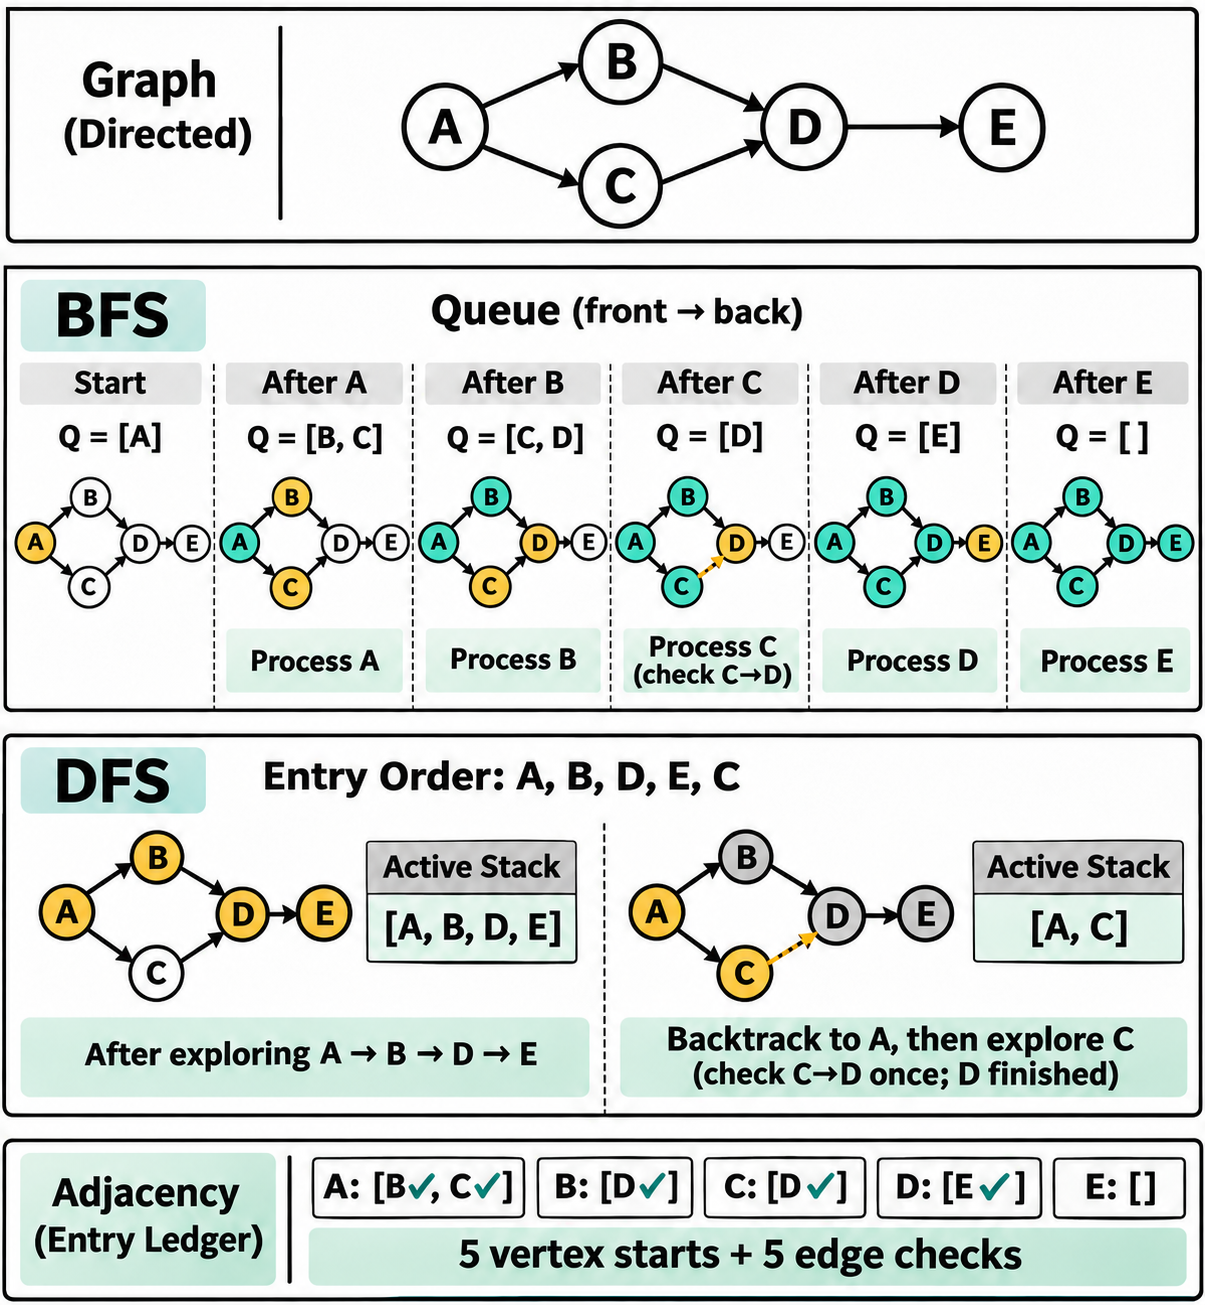 Graph
(Directed)
A
B
C
D
E
BFS
Queue (front → back)
Start
After A
After B
After C
After D
After E
Q = [A]
Q = [B, C]
Q = [C, D]
Q = [D]
Q = [E]
Q = [ ]
A
B
C
D
E
A
B
C
D
E
A
B
C
D
E
A
B
C
D
E
A
B
C
D
E
A
B
C
D
E
Process A
Process B
Process C
(check C→D)
Process D
Process E
DFS
Entry Order: A, B, D, E, C
A
B
C
D
E
Active Stack
[A, B, D, E]
After exploring A → B → D → E
A
B
C
D
E
Active Stack
[A, C]
Backtrack to A, then explore C
(check C→D once; D finished)
Adjacency
(Entry Ledger)
A: [B✓, C✓]
B: [D✓]
C: [D✓]
D: [E✓]
E: []
5 vertex starts + 5 edge checks